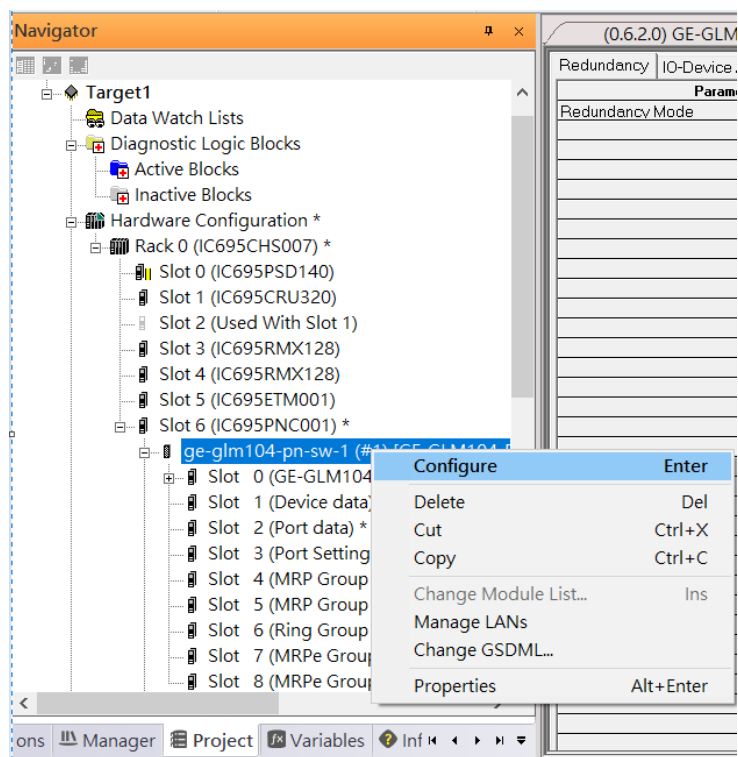 Navigator
(0.6.2.0) GE-GLM
Redundancy IO-Device
Parame
Redundancy Mode
Target1
Data Watch Lists
Diagnostic Logic Blocks
Active Blocks
Inactive Blocks
Hardware Configuration *
Rack 0 (IC695CHS007) *
Slot 0 (IC695PSD140)
Slot 1 (IC695CRU320)
Slot 2 (Used With Slot 1)
Slot 3 (IC695RMX128)
Slot 4 (IC695RMX128)
Slot 5 (IC695ETM001)
Slot 6 (IC695PNC001) *
ge-glm104-pn-sw-1 (#1) [GE-GLM104-
Slot 0 (GE-GLM104
Slot 1 (Device data)
Slot 2 (Port data) *
Slot 3 (Port Setting
Slot 4 (MRP Group
Slot 5 (MRP Group
Slot 6 (Ring Group
Slot 7 (MRPe Group
Slot 8 (MRPe Group
Configure Enter
Delete Del
Cut Ctrl+X
Copy Ctrl+C
Change Module List... Ins
Manage LANs
Change GSDML...
Properties Alt+Enter
ons Manager Project Variables Inf